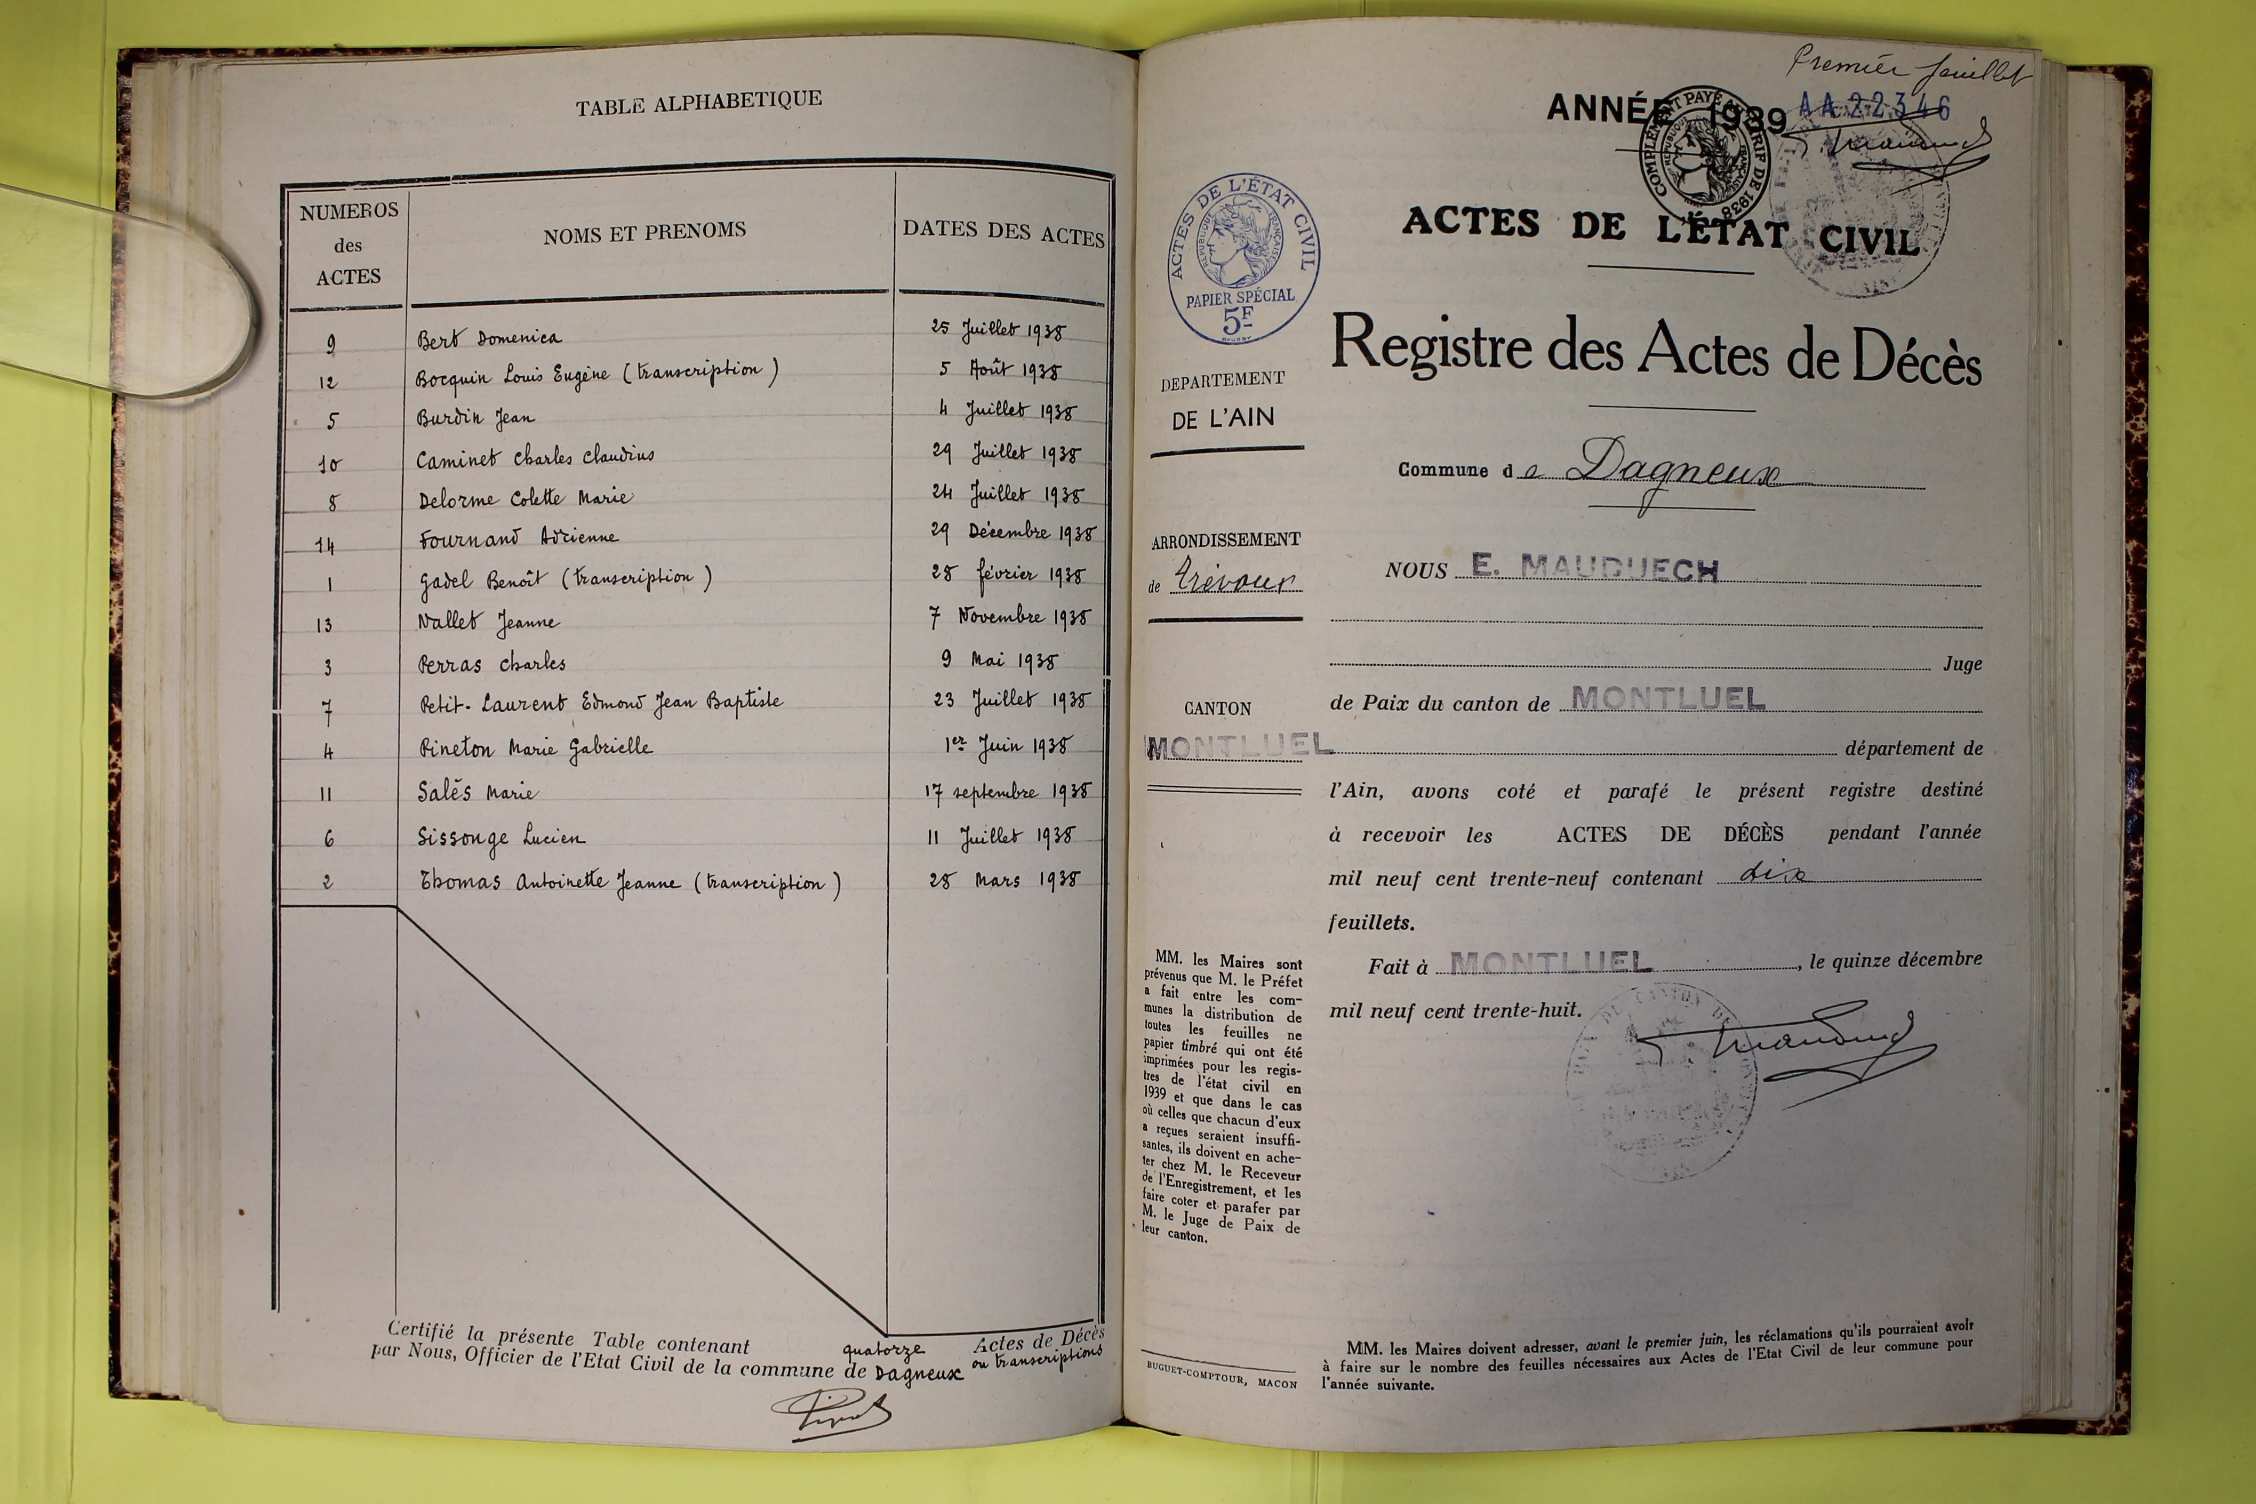 TABLE ALPHABETIQUE
NUMEROS des ACTES NOMS ET PRENOMS DATES DES ACTES
9 Bert Domenica 25 Juillet 1938
12 Bocquin Louis Eugène (transcription) 5 Août 1938
5 Burdin Jean 4 Juillet 1938
10 Caminet Charles Claudius 29 Juillet 1938
8 Delorme Colette Marie 24 Juillet 1938
14 Fournand Adrienne 29 Décembre 1938
1 Gadel Benoît (transcription) 28 février 1938
13 Nallet Jeanne 7 Novembre 1938
3 Perras Charles 9 Mai 1938
7 Petit-Laurent Edmond Jean Baptiste 23 Juillet 1938
4 Pineton Marie Gabrielle 1er Juin 1938
11 Salès Marie 17 septembre 1938
6 Sissonge Lucien 11 Juillet 1938
2 Thomas Antoinette Jeanne (transcription) 28 Mars 1938
Certifié la présente Table contenant quatorze Actes de Décès
ou transcriptions
par Nous, Officier de l'Etat Civil de la commune de Dagneux
Premier feuillet
ANNÉE 1939 AA 22346
COMPLÉMENT PAYÉ AU TARIF DE 1938
RÉPUBLIQUE FRANÇAISE
ACTES DE L'ÉTAT CIVIL
ACTES DE L'ÉTAT CIVIL
RÉPUBLIQUE FRANÇAISE
PAPIER SPÉCIAL
5F
Registre des Actes de Décès
DEPARTEMENT
DE L'AIN
ARRONDISSEMENT
de Trévoux
CANTON
MONTLUEL
Commune de Dagneux
NOUS E. MAUDUECH
Juge
de Paix du canton de MONTLUEL
département de
l'Ain, avons coté et parafé le présent registre destiné
à recevoir les ACTES DE DÉCÈS pendant l'année
mil neuf cent trente-neuf contenant dix
feuillets.
Fait à MONTLUEL, le quinze décembre
mil neuf cent trente-huit.
MM. les Maires sont
prévenus que M. le Préfet
a fait entre les com-
munes la distribution de
toutes les feuilles ne
papier timbré qui ont été
imprimées pour les regis-
tres de l'état civil en
1939 et que dans le cas
où celles que chacun d'eux
a reçues seraient insuffi-
santes, ils doivent en ache-
ter chez M. le Receveur
de l'Enregistrement, et les
faire coter et parafer par
M. le Juge de Paix de
leur canton.
BUGUET-COMPTOUR, MACON
MM. les Maires doivent adresser, avant le premier juin, les réclamations qu'ils pourraient avoir
à faire sur le nombre des feuilles nécessaires aux Actes de l'Etat Civil de leur commune pour
l'année suivante.